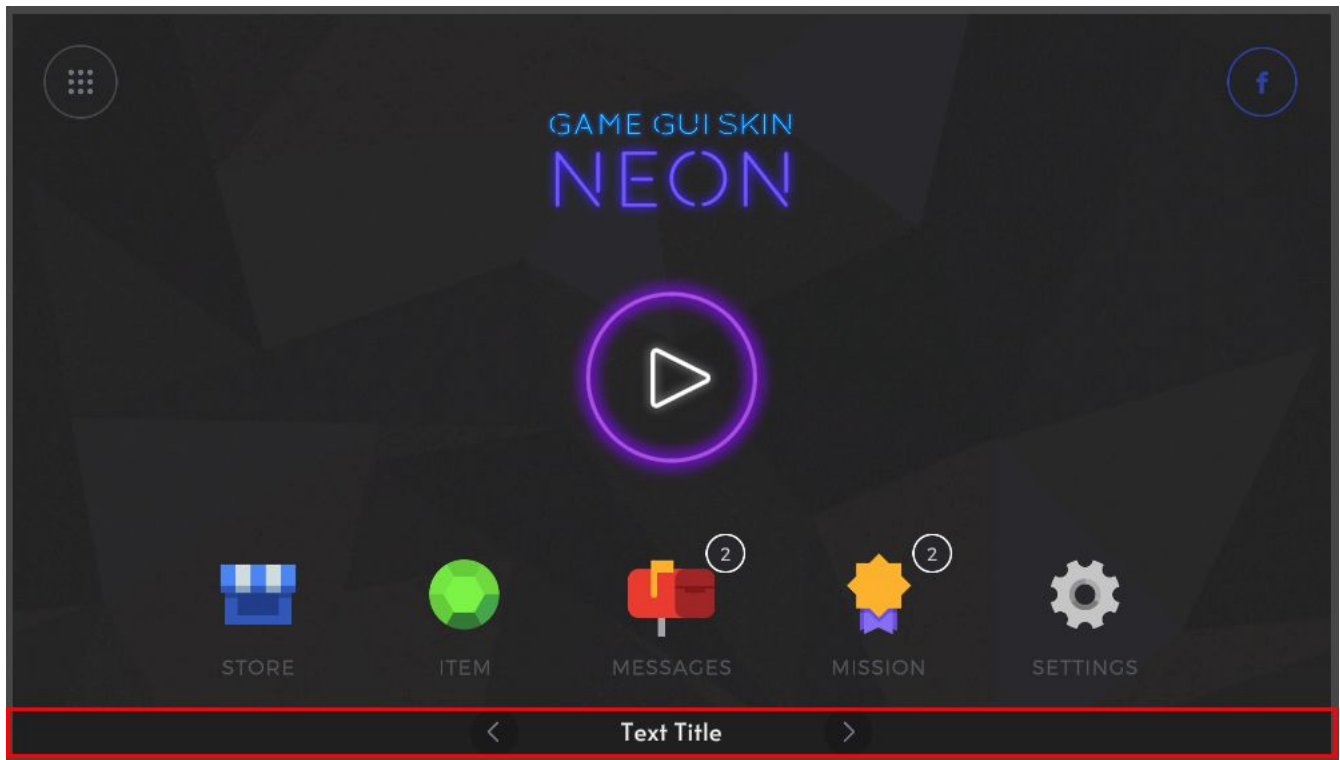 f
GAME GUI SKIN
NEON
2
2
STORE
ITEM
MESSAGES
MISSION
SETTINGS
Text Title